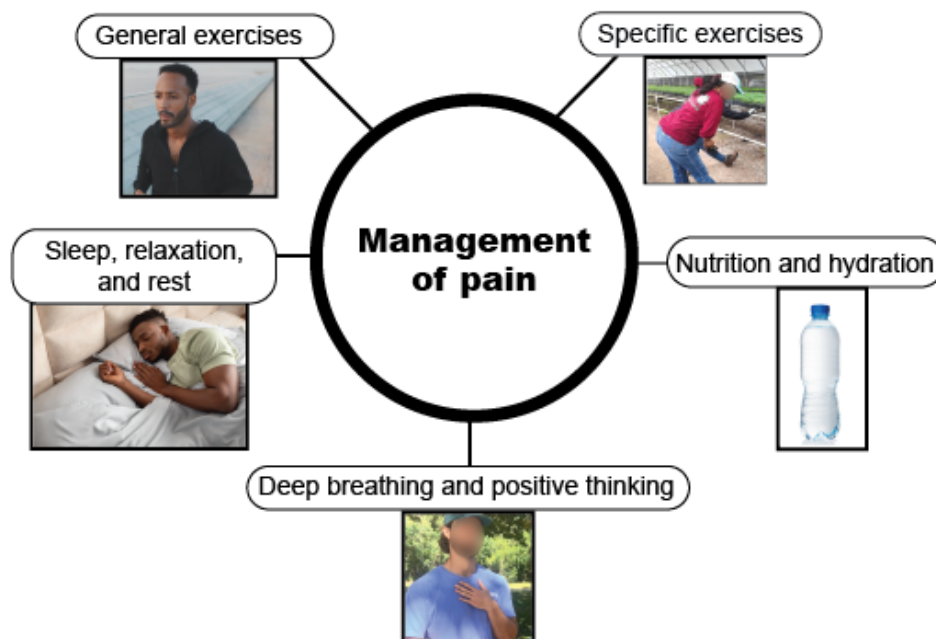 General exercises
Specific exercises
Management
of pain
Sleep, relaxation,
and rest
Nutrition and hydration
Deep breathing and positive thinking